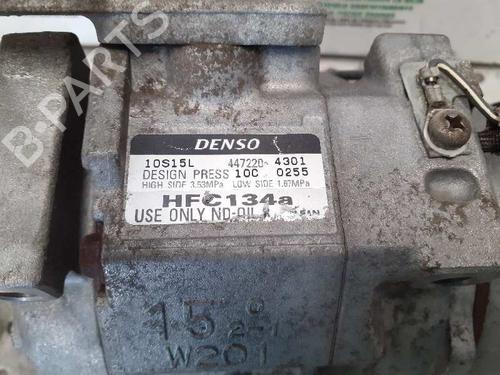 DENSO
10S15L 447220-4301
DESIGN PRESS 10C 0255
HIGH SIDE 3.53MPa LOW SIDE 1.67MPa
HFC134a
USE ONLY ND-OIL
15
W201
B-PARTS